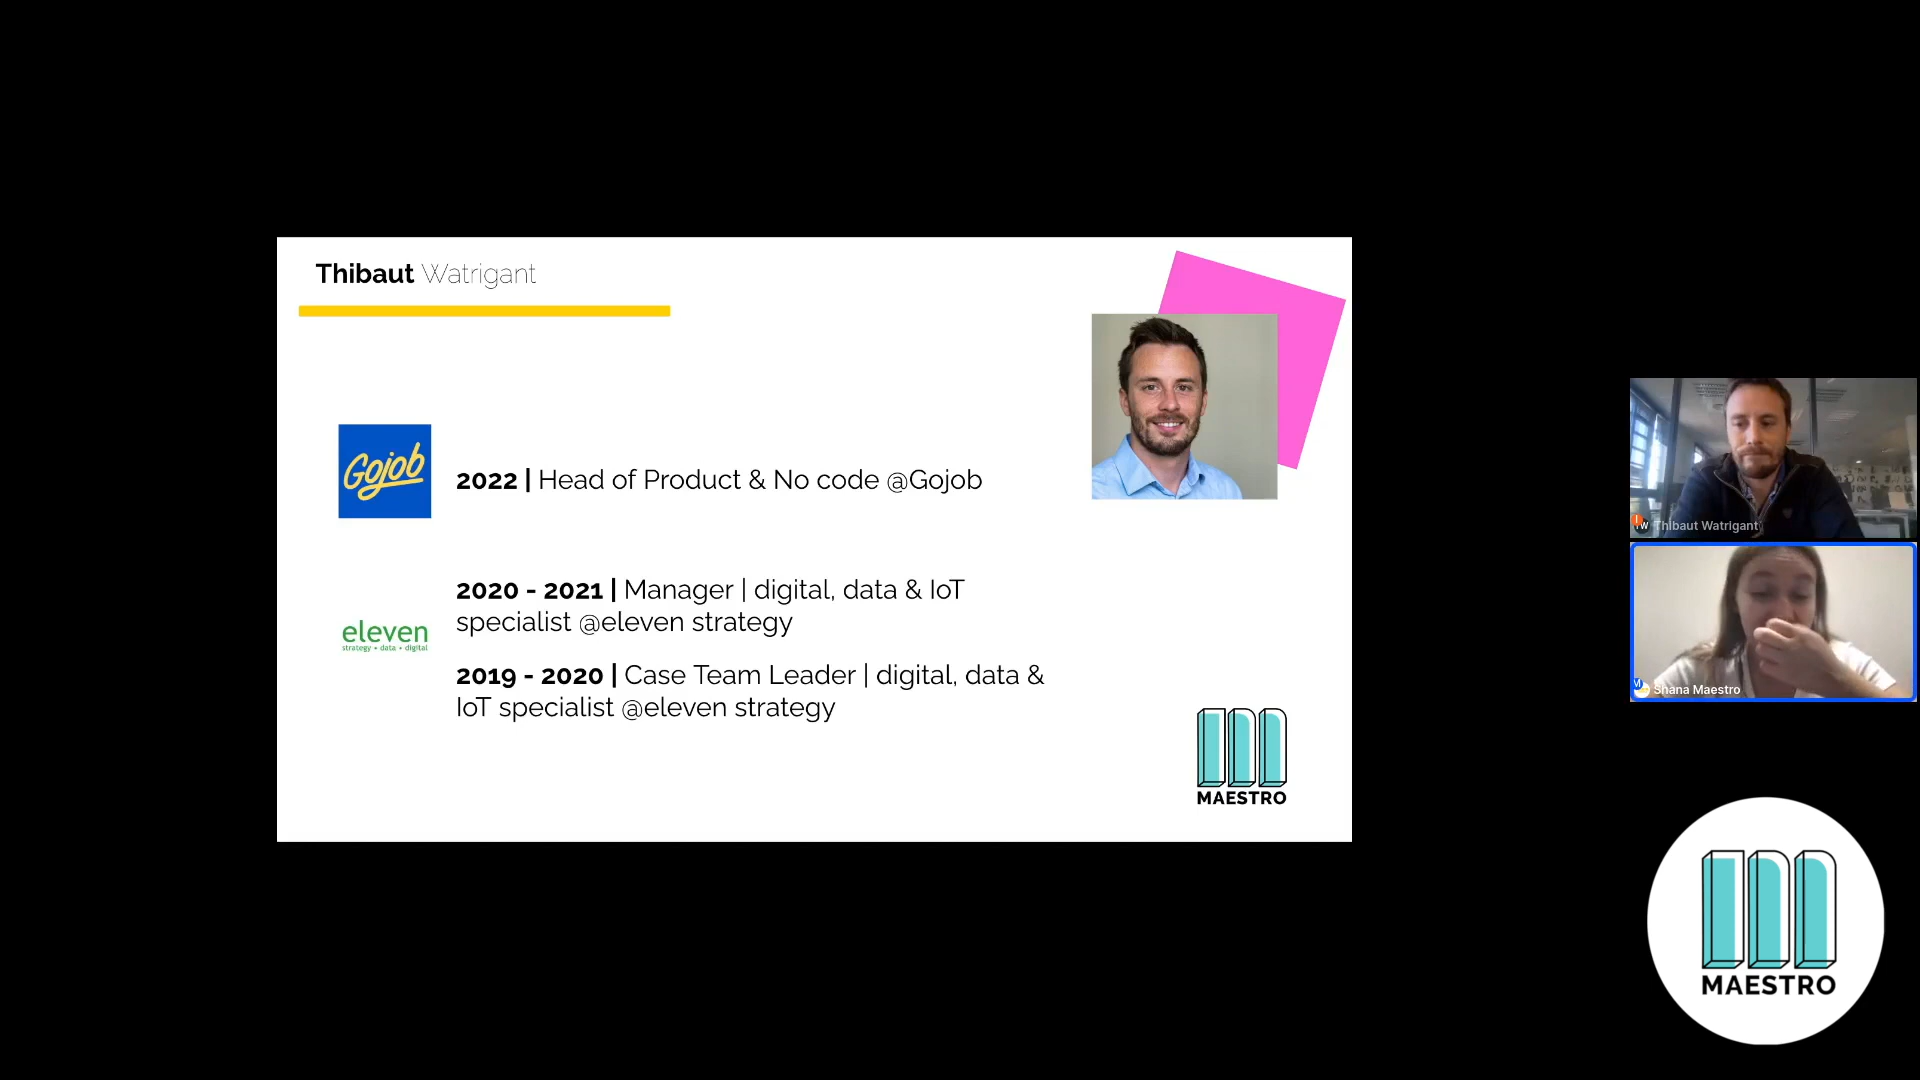 Thibaut Watrigant
Gojob
2022 | Head of Product & No code @Gojob
2020 - 2021 | Manager | digital, data & IoT
specialist @eleven strategy
eleven
strategy • data • digital
2019 - 2020 | Case Team Leader | digital, data &
IoT specialist @eleven strategy
MAESTRO
Thibaut Watrigant
Shana Maestro
MAESTRO